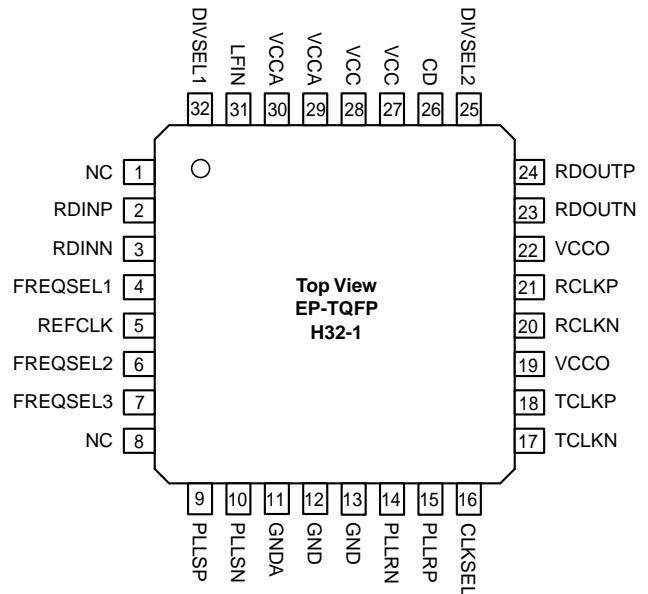 DIVSEL1 LFIN VCCA VCCA VCC VCC CD DIVSEL2
32 31 30 29 28 27 26 25
NC 1
RDINP 2
RDINN 3
FREQSEL1 4
REFCLK 5
FREQSEL2 6
FREQSEL3 7
NC 8
Top View
EP-TQFP
H32-1
24 RDOUTP
23 RDOUTN
22 VCCO
21 RCLKP
20 RCLKN
19 VCCO
18 TCLKP
17 TCLKN
9 10 11 12 13 14 15 16
PLLSP PLLSN GNDA GND GND PLLRN PLLRP CLKSEL